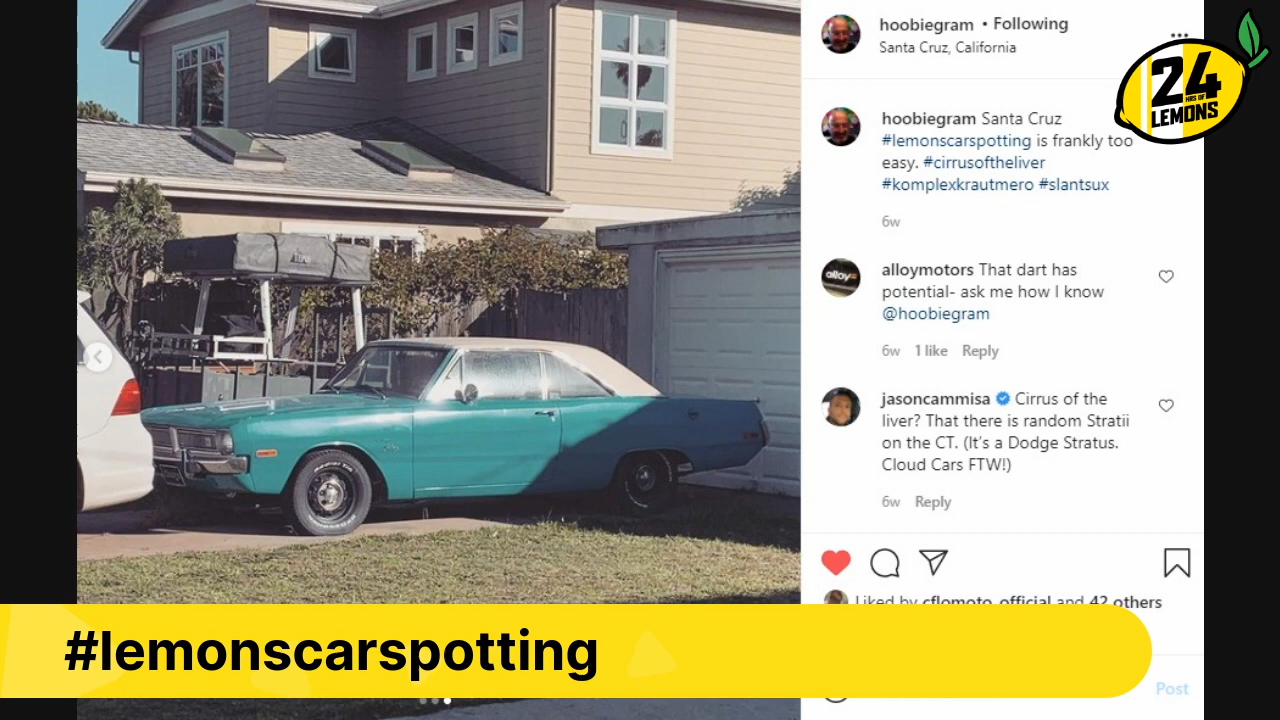 hoobiegram • Following
Santa Cruz, California
24
HRS OF
LEMONS
hoobiegram Santa Cruz
#lemonscarspotting is frankly too
easy. #cirrusoftheliver
#komplexkrautmero #slantsux
6w
alloy
alloymotors That dart has
potential- ask me how I know
@hoobiegram
6w 1 like Reply
jasoncammisa Cirrus of the
liver? That there is random Stratii
on the CT. (It's a Dodge Stratus.
Cloud Cars FTW!)
6w Reply
Liked by cflomoto_official and 42 others
#lemonscarspotting
Post